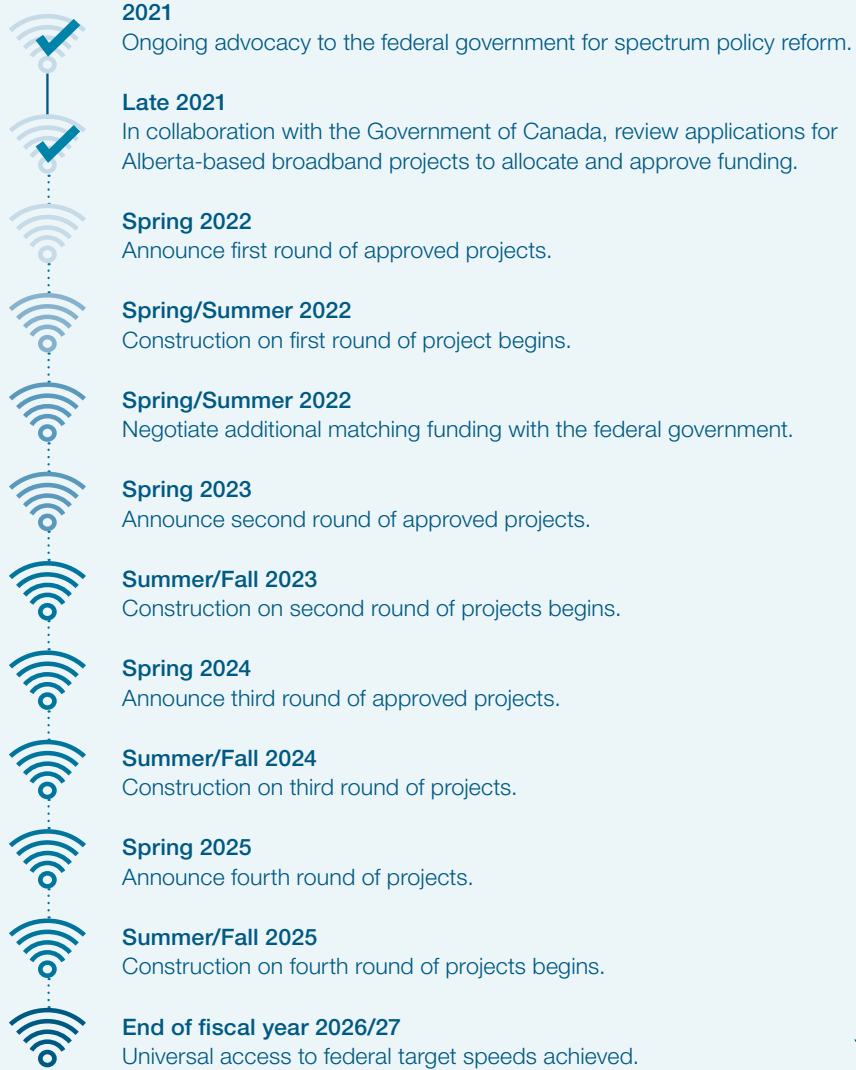 2021
Ongoing advocacy to the federal government for spectrum policy reform.
Late 2021
In collaboration with the Government of Canada, review applications for
Alberta-based broadband projects to allocate and approve funding.
Spring 2022
Announce first round of approved projects.
Spring/Summer 2022
Construction on first round of project begins.
Spring/Summer 2022
Negotiate additional matching funding with the federal government.
Spring 2023
Announce second round of approved projects.
Summer/Fall 2023
Construction on second round of projects begins.
Spring 2024
Announce third round of approved projects.
Summer/Fall 2024
Construction on third round of projects.
Spring 2025
Announce fourth round of projects.
Summer/Fall 2025
Construction on fourth round of projects begins.
End of fiscal year 2026/27
Universal access to federal target speeds achieved.